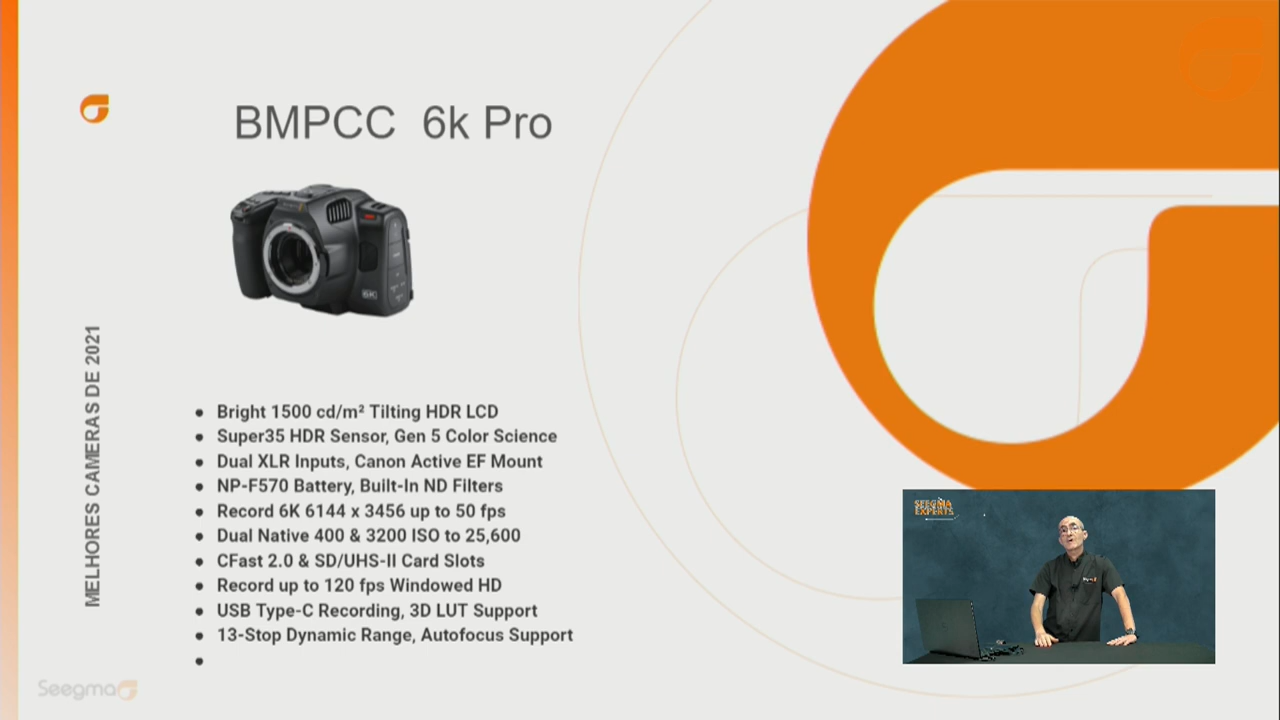 BMPCC 6k Pro
6K
MELHORES CAMERAS DE 2021
Bright 1500 cd/m² Tilting HDR LCD
Super35 HDR Sensor, Gen 5 Color Science
Dual XLR Inputs, Canon Active EF Mount
NP-F570 Battery, Built-In ND Filters
Record 6K 6144 x 3456 up to 50 fps
Dual Native 400 & 3200 ISO to 25,600
CFast 2.0 & SD/UHS-II Card Slots
Record up to 120 fps Windowed HD
USB Type-C Recording, 3D LUT Support
13-Stop Dynamic Range, Autofocus Support
SEEGMA
EXPERTS
Seegma